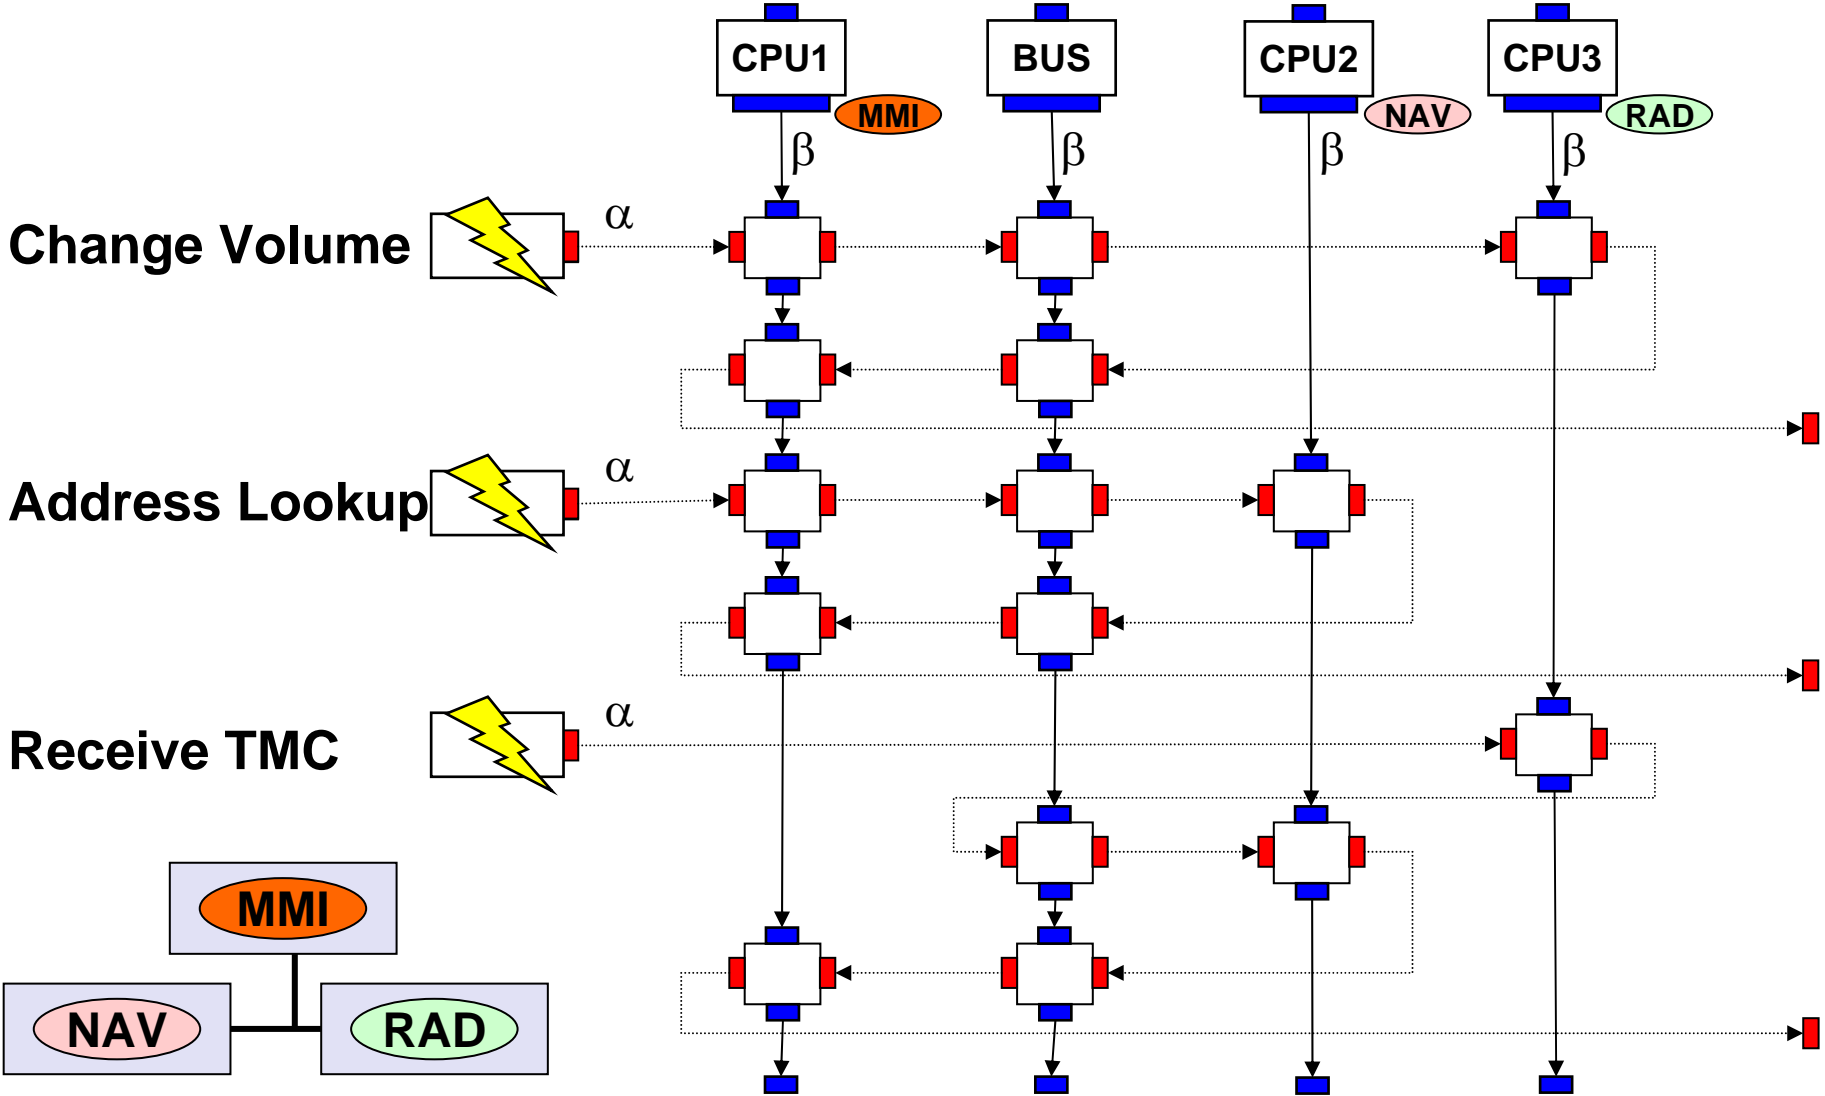 CPU1
BUS
CPU2
CPU3
MMI
NAV
RAD
β
β
β
β
Change Volume
α
Address Lookup
α
Receive TMC
α
MMI
NAV
RAD